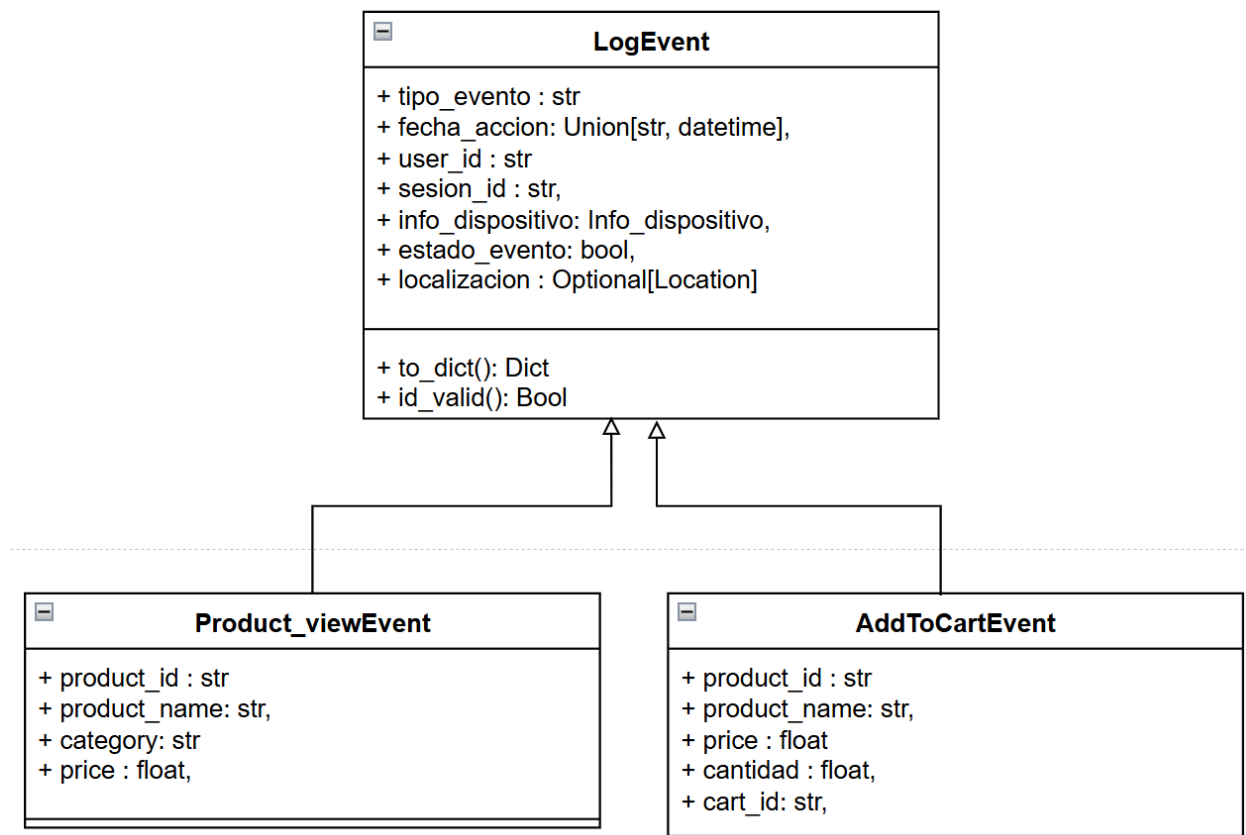 LogEvent
+ tipo_evento : str
+ fecha_accion: Union[str, datetime],
+ user_id : str
+ sesion_id : str,
+ info_dispositivo: Info_dispositivo,
+ estado_evento: bool,
+ localizacion : Optional[Location]
+ to_dict(): Dict
+ id_valid(): Bool
Product_viewEvent
+ product_id : str
+ product_name: str,
+ category: str
+ price : float,
AddToCartEvent
+ product_id : str
+ product_name: str,
+ price : float
+ cantidad : float,
+ cart_id: str,